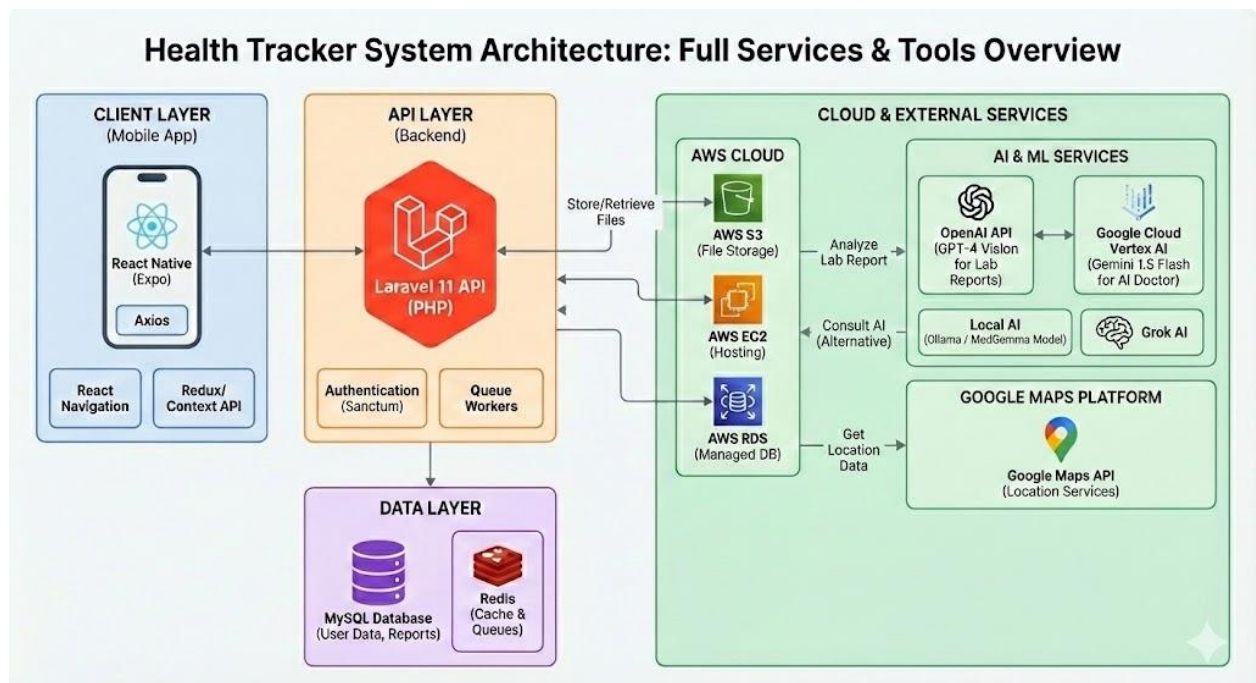 Health Tracker System Architecture: Full Services & Tools Overview
CLIENT LAYER
(Mobile App)
React Native
(Expo)
Axios
React
Navigation
Redux/
Context API
API LAYER
(Backend)
Laravel 11 API
(PHP)
Authentication
(Sanctum)
Queue
Workers
DATA LAYER
MySQL Database
(User Data, Reports)
Redis
(Cache &
Queues)
Store/Retrieve
Files
CLOUD & EXTERNAL SERVICES
AWS CLOUD
AWS S3
(File Storage)
AWS EC2
(Hosting)
AWS RDS
(Managed DB)
Analyze
Lab Report
Consult AI
(Alternative)
Get
Location
Data
AI & ML SERVICES
OpenAI API
(GPT-4 Vision
for Lab
Reports)
Google Cloud
Vertex AI
(Gemini 1.5 Flash
for AI Doctor)
Local AI
(Ollama / MedGemma Model)
Grok AI
GOOGLE MAPS PLATFORM
Google Maps API
(Location Services)